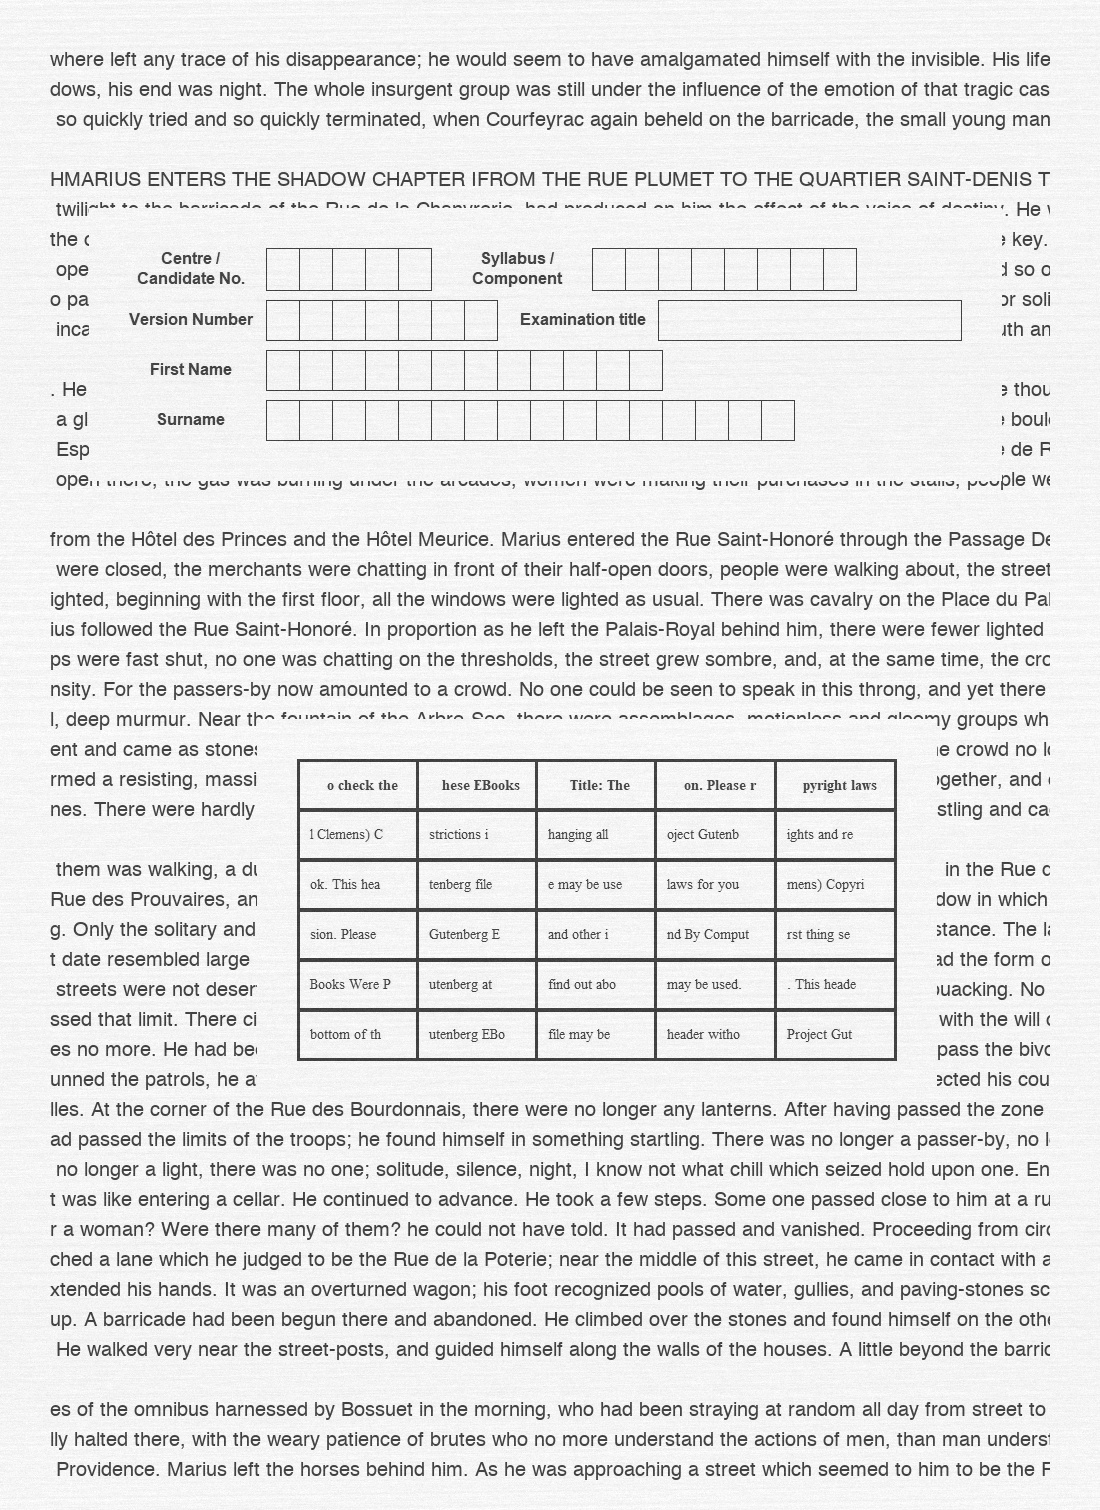 where left any trace of his disappearance; he would seem to have amalgamated himself with the invisible. His life
dows, his end was night. The whole insurgent group was still under the influence of the emotion of that tragic cas
so quickly tried and so quickly terminated, when Courfeyrac again beheld on the barricade, the small young man
HMARIUS ENTERS THE SHADOW CHAPTER IFROM THE RUE PLUMET TO THE QUARTIER SAINT-DENIS T
twilight to the barricade of the Rue de la Chanvrerie, had produced on him the effect of the voice of destiny. He
the
key.
ope
so
o pa
or soli
inca
uth an
Centre /
Candidate No.
Syllabus /
Component
Version Number
Examination title
First Name
Surname
. He
thou
a gl
boul
Esp
de
open there, the gas was burning under the arcades, women were making their purchases in the stalls, people we
from the Hôtel des Princes and the Hôtel Meurice. Marius entered the Rue Saint-Honoré through the Passage De
were closed, the merchants were chatting in front of their half-open doors, people were walking about, the street
ighted, beginning with the first floor, all the windows were lighted as usual. There was cavalry on the Place du Pal
ius followed the Rue Saint-Honoré. In proportion as he left the Palais-Royal behind him, there were fewer lighted
ps were fast shut, no one was chatting on the thresholds, the street grew sombre, and, at the same time, the cro
nsity. For the passers-by now amounted to a crowd. No one could be seen to speak in this throng, and yet there
l, deep murmur. Near the fountain of the Arbre-Sec, there were assemblages, motionless and gloomy groups wh
ent and came as stones
e crowd no
rmed a resisting, massi
ogether, and
nes. There were hardly
stling and ca
them was walking, a du
in the Rue
Rue des Prouvaires, an
dow in which
g. Only the solitary and
stance. The la
t date resembled large
ad the form o
streets were not deser
ouacking. No
ssed that limit. There ci
with the will
es no more. He had bee
pass the bivo
unned the patrols, he a
ected his cou
o check the hese EBooks Title: The on. Please r pyright laws
l Clemens) C strictions i hanging all oject Gutenb ights and re
ok. This hea tenberg file e may be use laws for you mens) Copyri
sion. Please Gutenberg E and other i nd By Comput rst thing se
Books Were P utenberg at find out abo may be used. . This heade
bottom of th utenberg EBo file may be header witho Project Gut
lles. At the corner of the Rue des Bourdonnais, there were no longer any lanterns. After having passed the zone
ad passed the limits of the troops; he found himself in something startling. There was no longer a passer-by, no l
no longer a light, there was no one; solitude, silence, night, I know not what chill which seized hold upon one. En
t was like entering a cellar. He continued to advance. He took a few steps. Some one passed close to him at a ru
r a woman? Were there many of them? he could not have told. It had passed and vanished. Proceeding from circ
ched a lane which he judged to be the Rue de la Poterie; near the middle of this street, he came in contact with a
xtended his hands. It was an overturned wagon; his foot recognized pools of water, gullies, and paving-stones sc
up. A barricade had been begun there and abandoned. He climbed over the stones and found himself on the othe
He walked very near the street-posts, and guided himself along the walls of the houses. A little beyond the barric
es of the omnibus harnessed by Bossuet in the morning, who had been straying at random all day from street to
lly halted there, with the weary patience of brutes who no more understand the actions of men, than man underst
Providence. Marius left the horses behind him. As he was approaching a street which seemed to him to be the